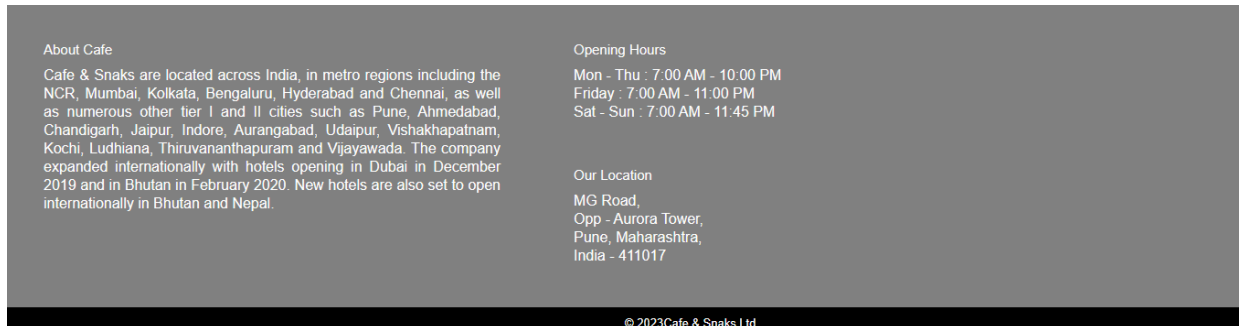 About Cafe
Cafe & Snaks are located across India, in metro regions including the
NCR, Mumbai, Kolkata, Bengaluru, Hyderabad and Chennai, as well
as numerous other tier I and II cities such as Pune, Ahmedabad,
Chandigarh, Jaipur, Indore, Aurangabad, Udaipur, Vishakhapatnam,
Kochi, Ludhiana, Thiruvananthapuram and Vijayawada. The company
expanded internationally with hotels opening in Dubai in December
2019 and in Bhutan in February 2020. New hotels are also set to open
internationally in Bhutan and Nepal.
Opening Hours
Mon - Thu : 7:00 AM - 10:00 PM
Friday : 7:00 AM - 11:00 PM
Sat - Sun : 7:00 AM - 11:45 PM
Our Location
MG Road,
Opp - Aurora Tower,
Pune, Maharashtra,
India - 411017
© 2023Cafe & Snaks Ltd